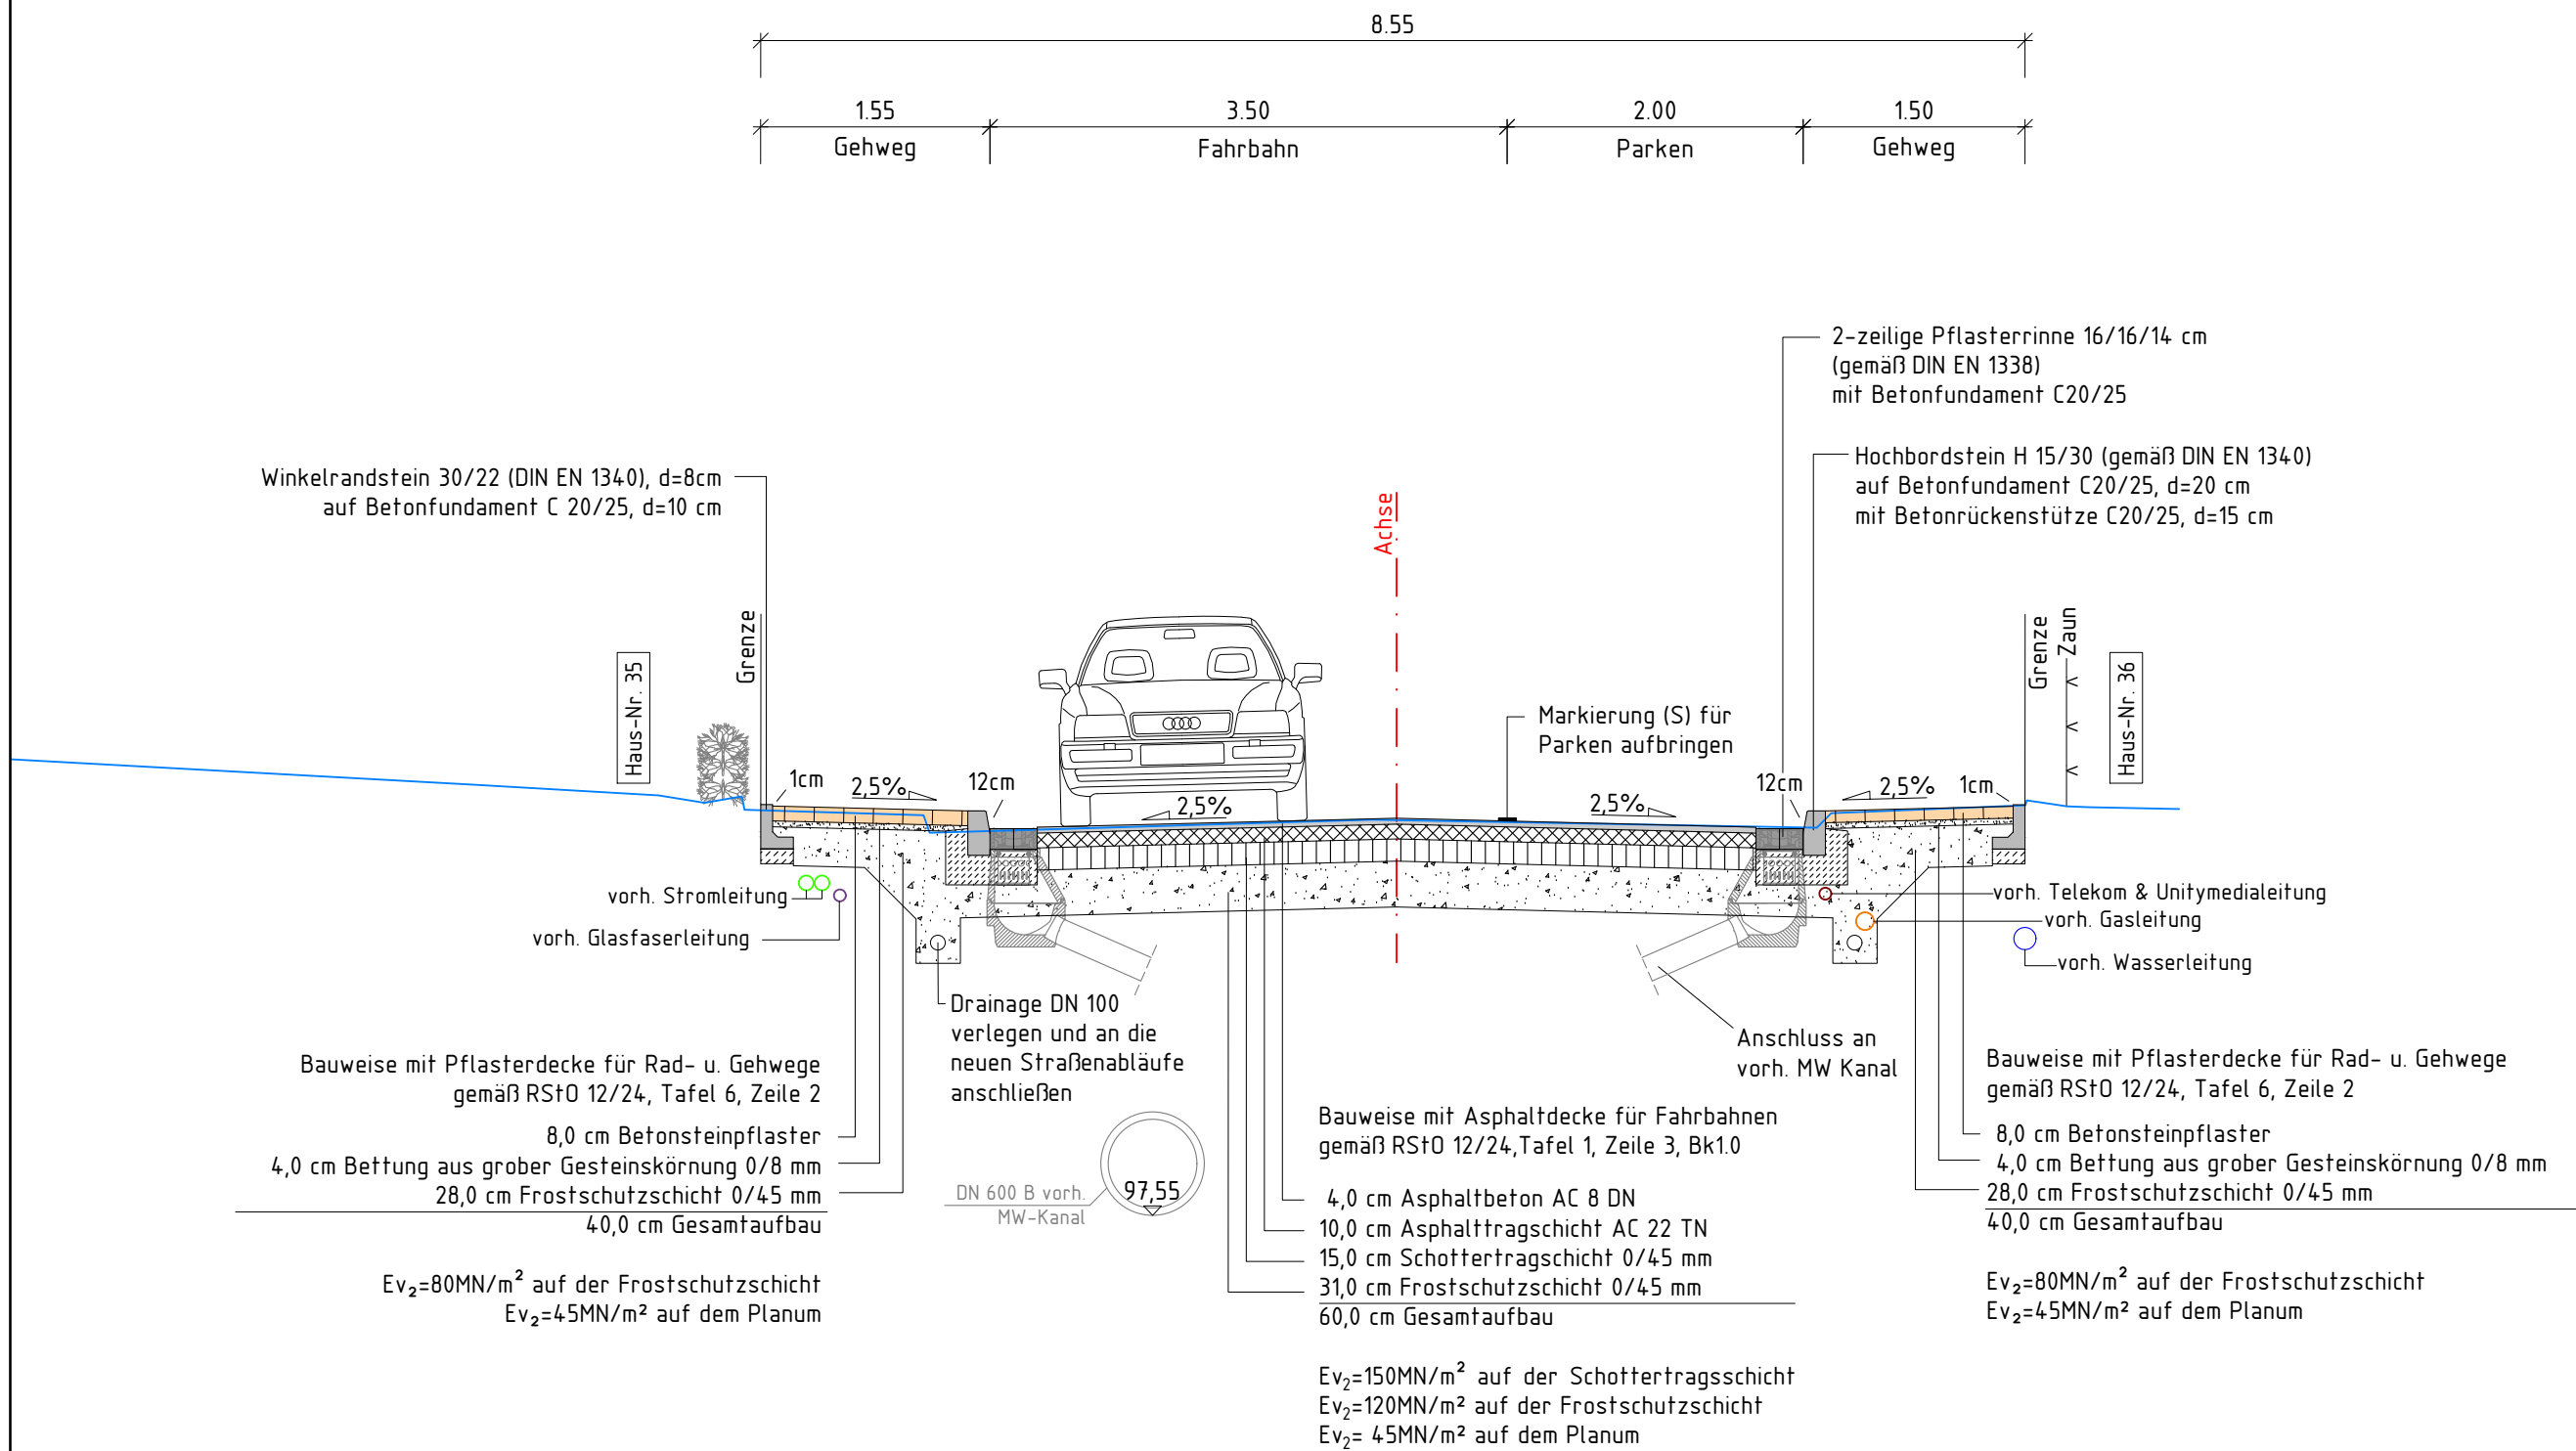 8.55
1.55
3.50
2.00
1.50
Gehweg
Fahrbahn
Parken
Gehweg
2-zeilige Pflasterrinne 16/16/14 cm
(gemäß DIN EN 1338)
mit Betonfundament C20/25
Hochbordstein H 15/30 (gemäß DIN EN 1340)
auf Betonfundament C20/25, d=20 cm
mit Betonrückenstütze C20/25, d=15 cm
Winkelrandstein 30/22 (DIN EN 1340), d=8cm
auf Betonfundament C 20/25, d=10 cm
Achse
Grenze
Haus-Nr. 35
Grenze
Zaun
Haus-Nr. 36
Markierung (S) für
Parken aufbringen
1cm
2,5%
12cm
2,5%
2,5%
12cm
2,5%
1cm
vorh. Stromleitung
vorh. Glasfaserleitung
vorh. Telekom & Unitymedialeitung
vorh. Gasleitung
vorh. Wasserleitung
Drainage DN 100
verlegen und an die
neuen Straßenabläufe
anschließen
Anschluss an
vorh. MW Kanal
Bauweise mit Pflasterdecke für Rad- u. Gehwege
gemäß RStO 12/24, Tafel 6, Zeile 2
8,0 cm Betonsteinpflaster
4,0 cm Bettung aus grober Gesteinskörnung 0/8 mm
28,0 cm Frostschutzschicht 0/45 mm
40,0 cm Gesamtaufbau
Ev₂=80MN/m² auf der Frostschutzschicht
Ev₂=45MN/m² auf dem Planum
DN 600 B vorh.
MW-Kanal
97,55
Bauweise mit Asphaltdecke für Fahrbahnen
gemäß RStO 12/24,Tafel 1, Zeile 3, Bk1.0
4,0 cm Asphaltbeton AC 8 DN
10,0 cm Asphalttragschicht AC 22 TN
15,0 cm Schottertragschicht 0/45 mm
31,0 cm Frostschutzschicht 0/45 mm
60,0 cm Gesamtaufbau
Ev₂=150MN/m² auf der Schottertragsschicht
Ev₂=120MN/m² auf der Frostschutzschicht
Ev₂= 45MN/m² auf dem Planum
Bauweise mit Pflasterdecke für Rad- u. Gehwege
gemäß RStO 12/24, Tafel 6, Zeile 2
8,0 cm Betonsteinpflaster
4,0 cm Bettung aus grober Gesteinskörnung 0/8 mm
28,0 cm Frostschutzschicht 0/45 mm
40,0 cm Gesamtaufbau
Ev₂=80MN/m² auf der Frostschutzschicht
Ev₂=45MN/m² auf dem Planum